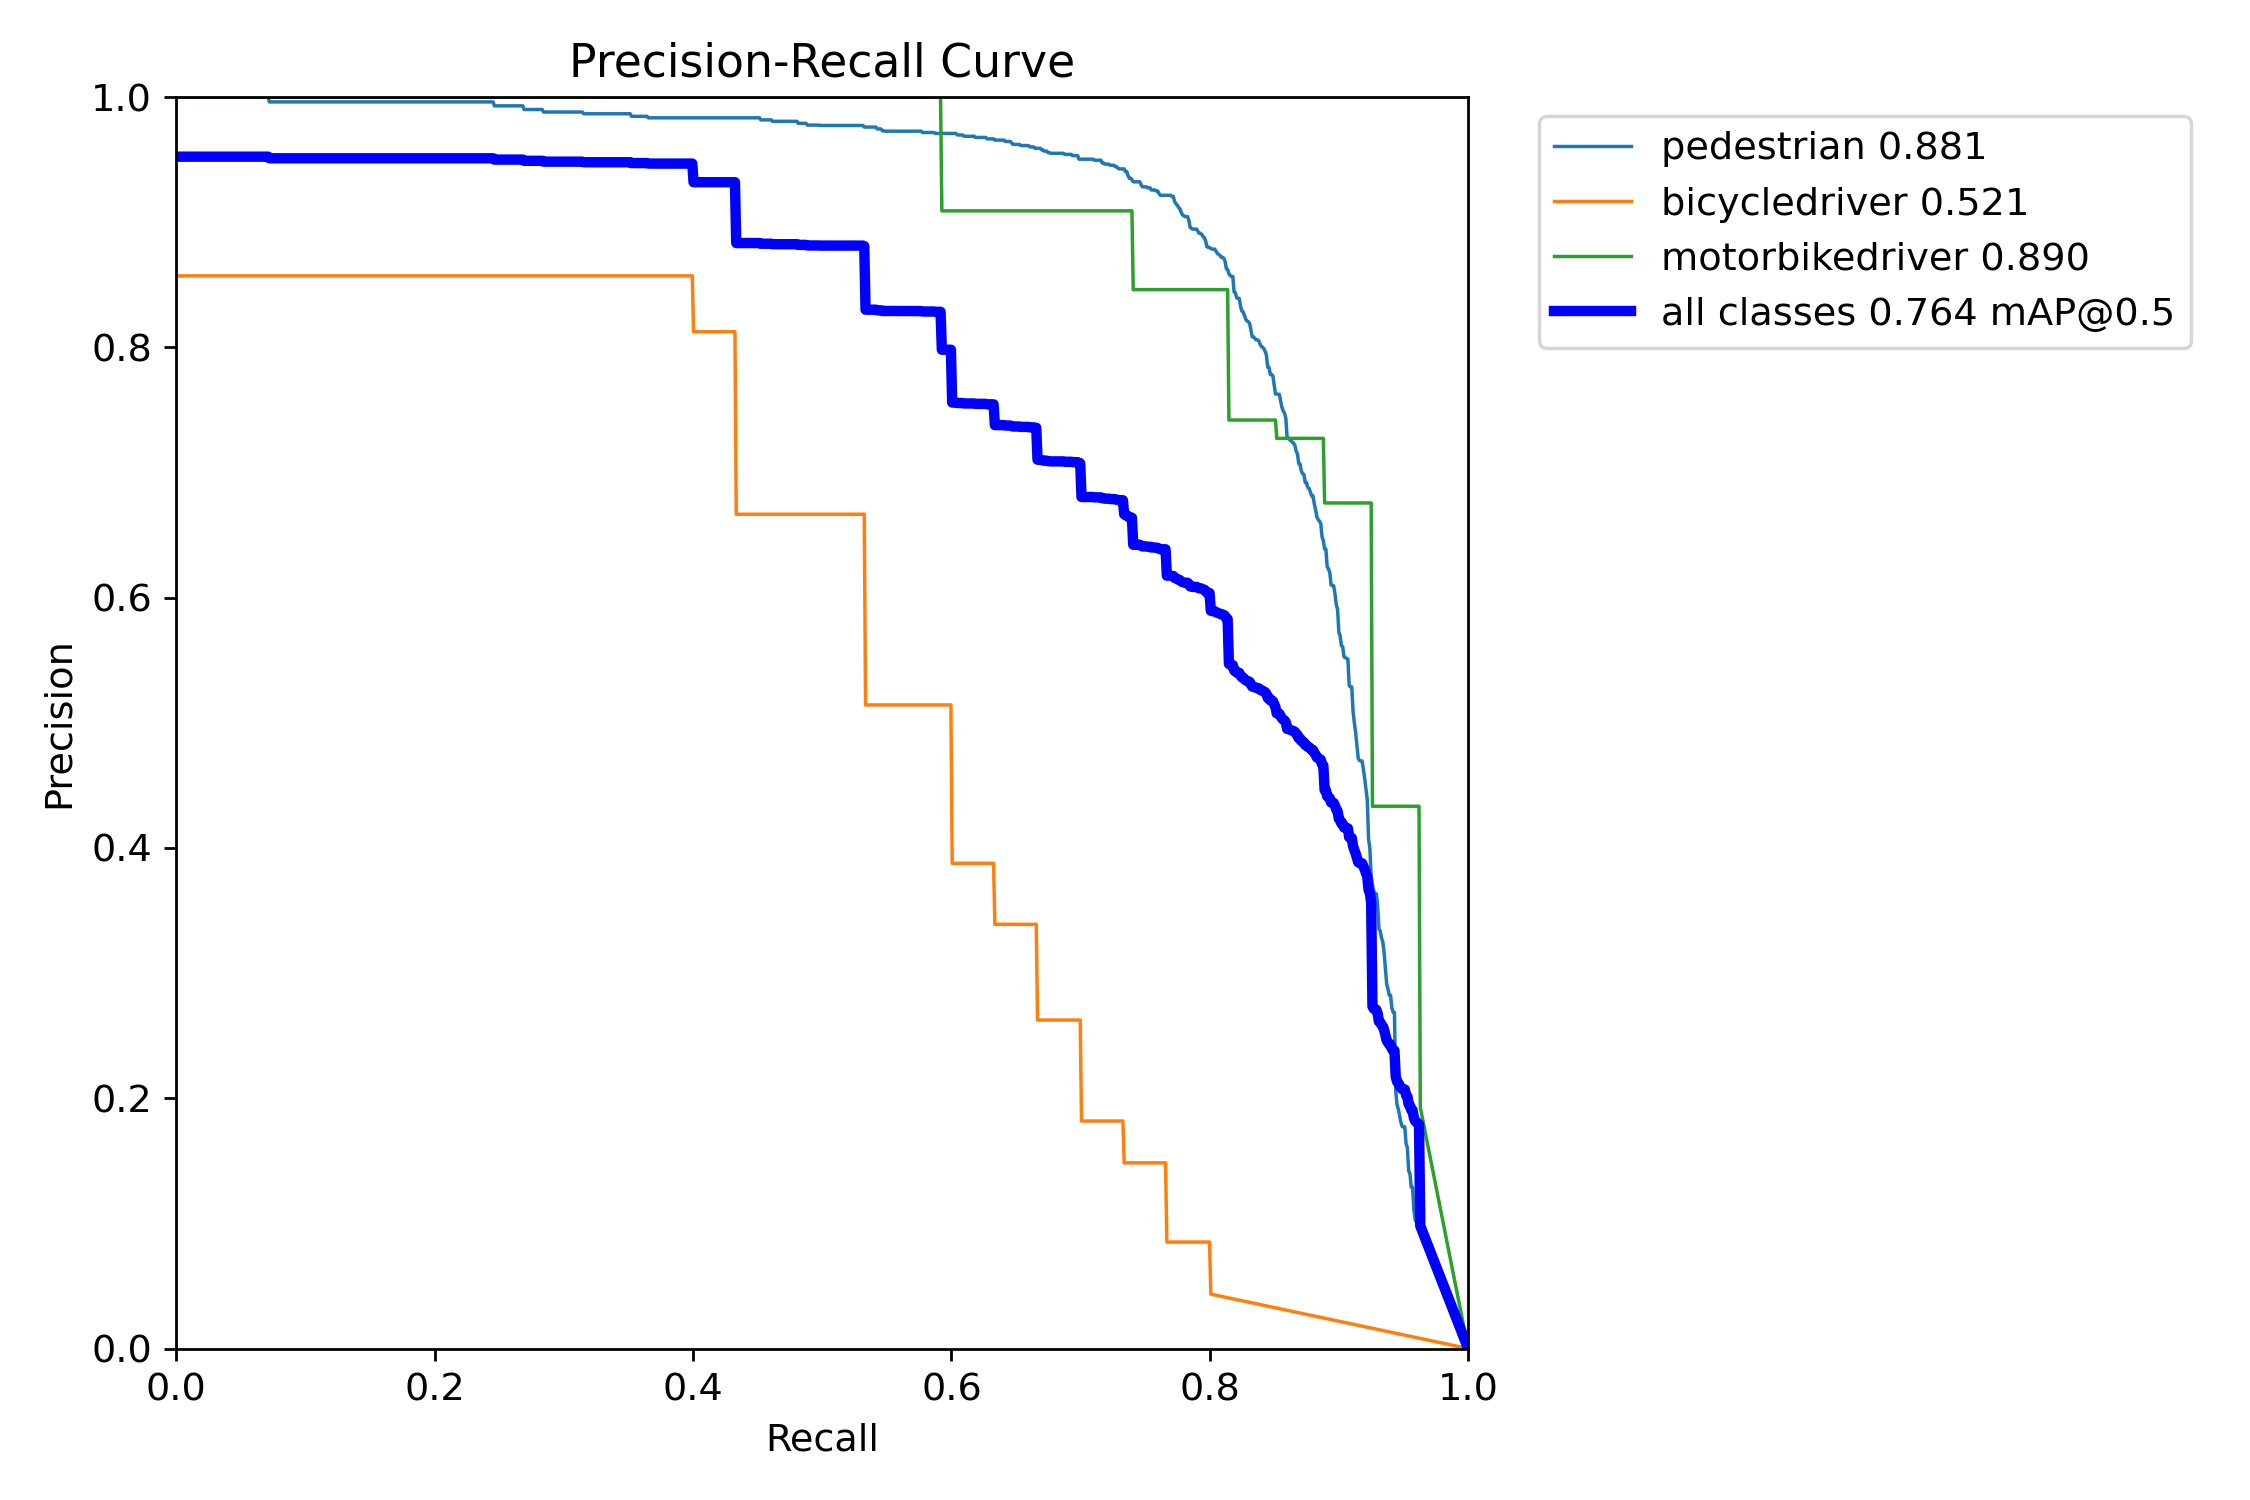 Precision-Recall Curve
1.0
0.8
0.6
0.4
0.2
0.0
Precision
0.0 0.2 0.4 0.6 0.8 1.0
Recall
pedestrian 0.881
bicycledriver 0.521
motorbikedriver 0.890
all classes 0.764 mAP@0.5